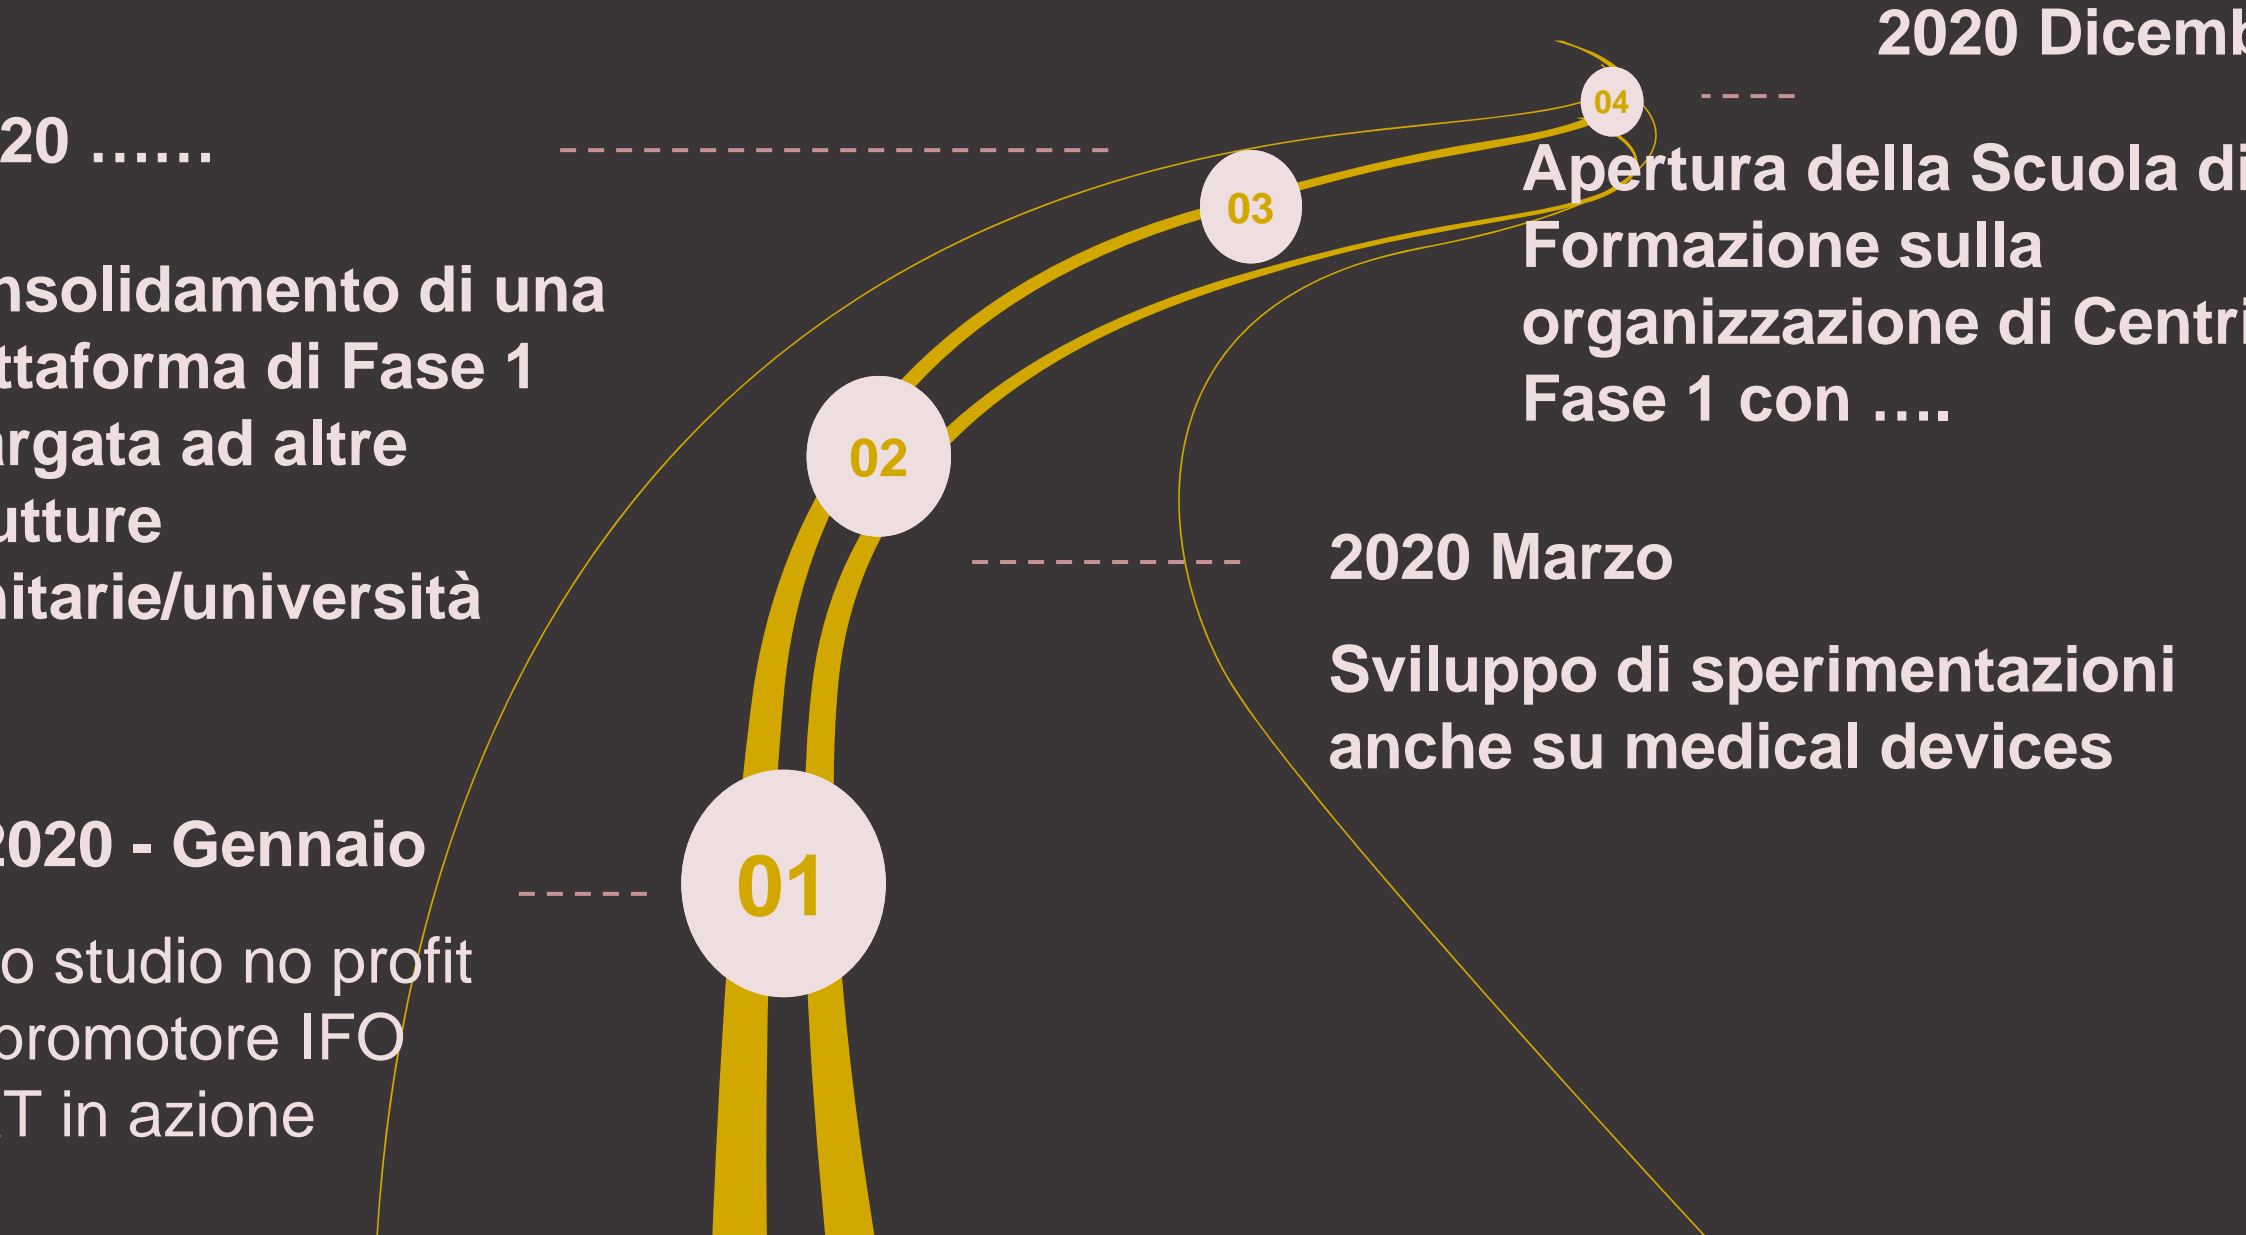 2020 Dicemb
04
20 ......
03
Apertura della Scuola di
Formazione sulla
organizzazione di Centri
Fase 1 con ....
nsolidamento di una
ttaforma di Fase 1
argata ad altre
utture
nitarie/università
02
2020 Marzo
Sviluppo di sperimentazioni
anche su medical devices
2020 - Gennaio
01
o studio no profit
promotore IFO
T in azione